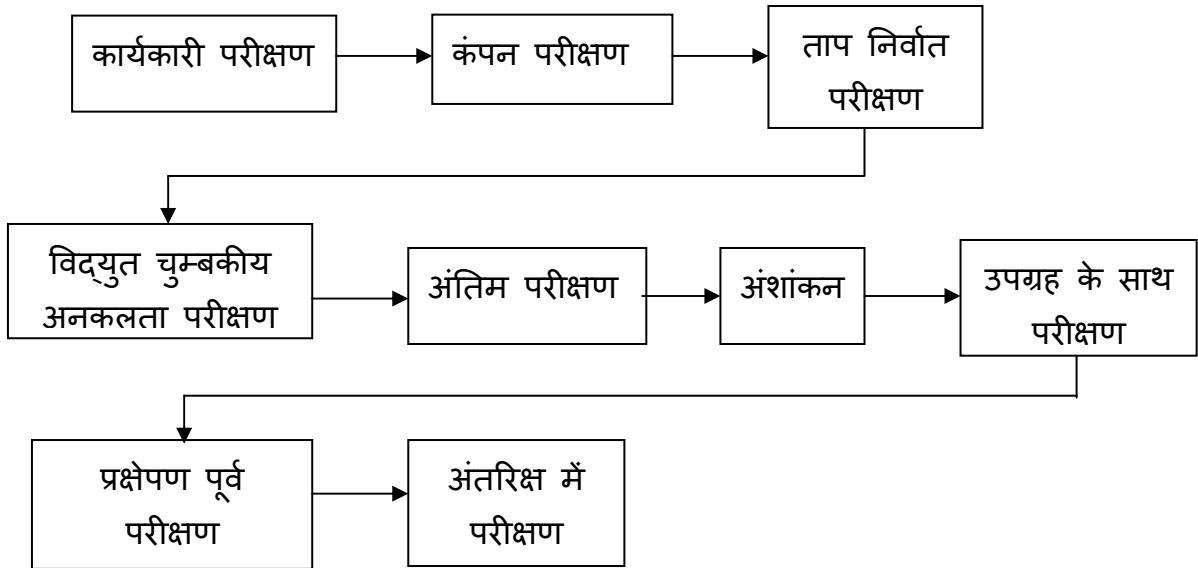 कार्यकारी परीक्षण
कंपन परीक्षण
ताप निर्वात
परीक्षण
विद्युत चुम्बकीय
अनकलता परीक्षण
अंतिम परीक्षण
अंशांकन
उपग्रह के साथ
परीक्षण
प्रक्षेपण पूर्व
परीक्षण
अंतरिक्ष में
परीक्षण